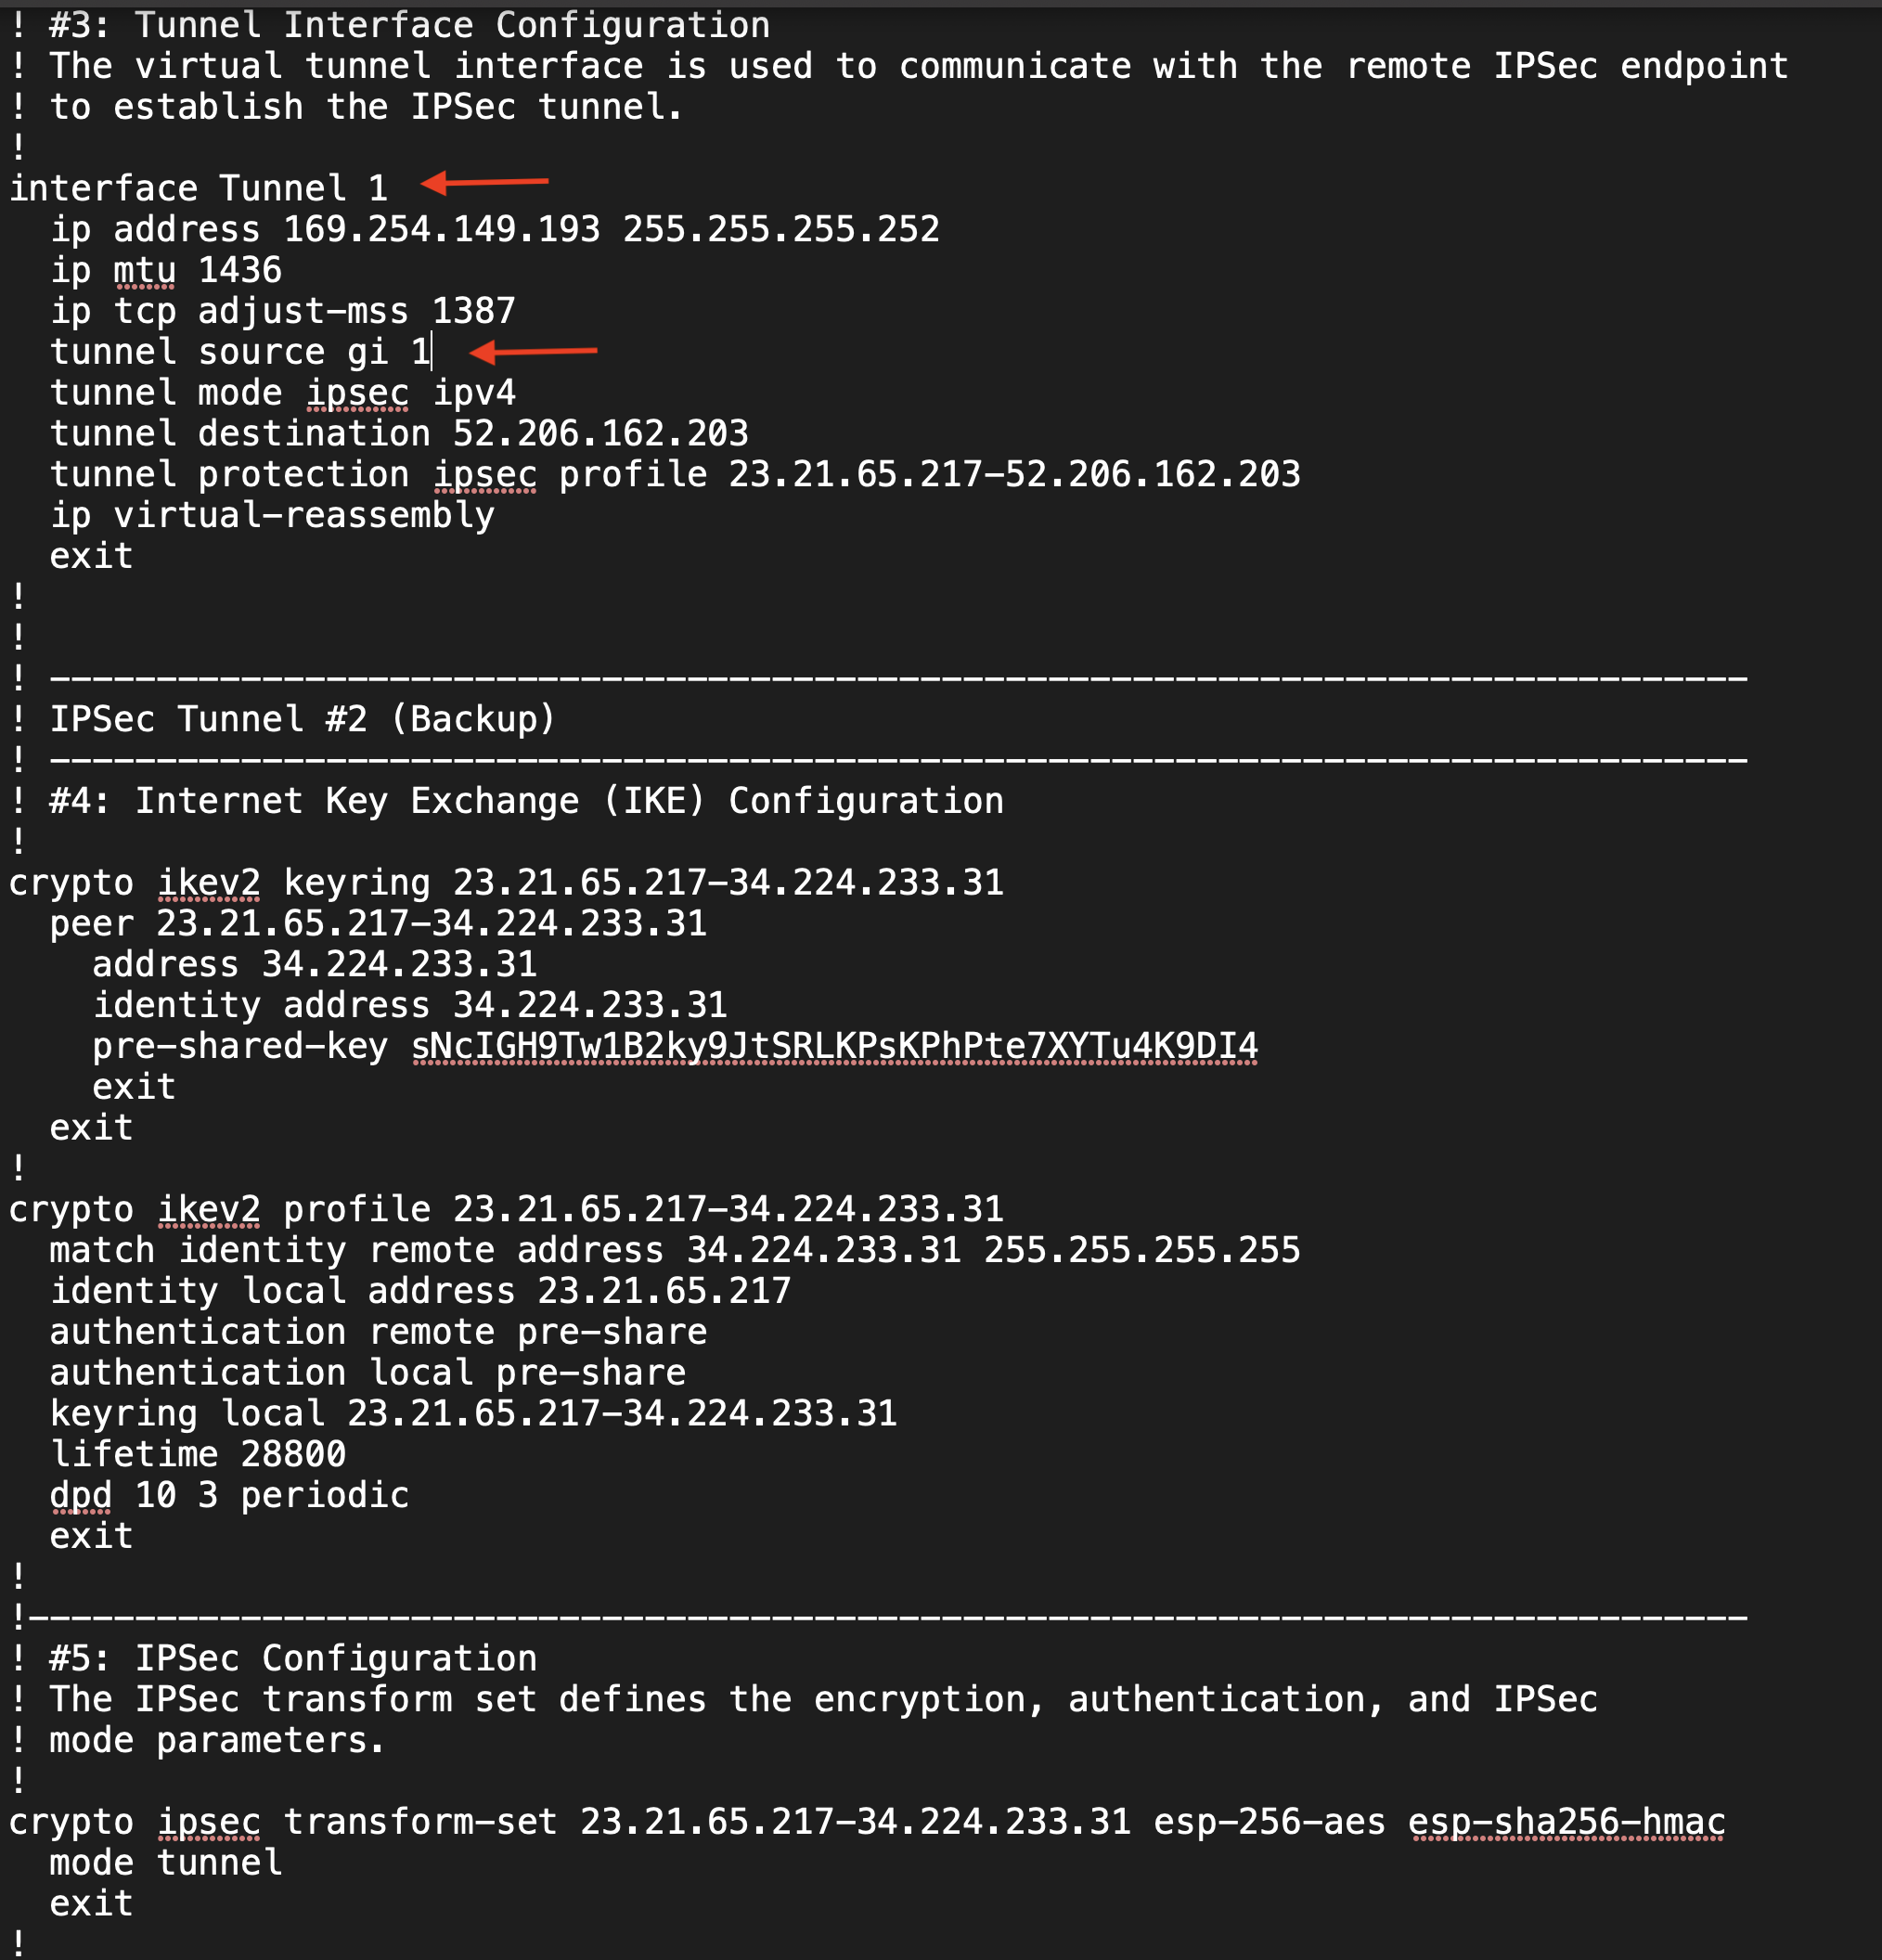 ! #3: Tunnel Interface Configuration
! The virtual tunnel interface is used to communicate with the remote IPSec endpoint
! to establish the IPSec tunnel.
!
interface Tunnel 1
  ip address 169.254.149.193 255.255.255.252
  ip mtu 1436
  ip tcp adjust-mss 1387
  tunnel source gi 1
  tunnel mode ipsec ipv4
  tunnel destination 52.206.162.203
  tunnel protection ipsec profile 23.21.65.217-52.206.162.203
  ip virtual-reassembly
  exit
!
!
! --------------------------------------------------------------------------------
! IPSec Tunnel #2 (Backup)
! --------------------------------------------------------------------------------
! #4: Internet Key Exchange (IKE) Configuration
!
crypto ikev2 keyring 23.21.65.217-34.224.233.31
  peer 23.21.65.217-34.224.233.31
    address 34.224.233.31
    identity address 34.224.233.31
    pre-shared-key sNcIGH9Tw1B2ky9JtSRLKPsKPhPte7XYTu4K9DI4
    exit
  exit
!
crypto ikev2 profile 23.21.65.217-34.224.233.31
  match identity remote address 34.224.233.31 255.255.255.255
  identity local address 23.21.65.217
  authentication remote pre-share
  authentication local pre-share
  keyring local 23.21.65.217-34.224.233.31
  lifetime 28800
  dpd 10 3 periodic
  exit
!
!---------------------------------------------------------------------------------
! #5: IPSec Configuration
! The IPSec transform set defines the encryption, authentication, and IPSec
! mode parameters.
!
crypto ipsec transform-set 23.21.65.217-34.224.233.31 esp-256-aes esp-sha256-hmac
  mode tunnel
  exit
!